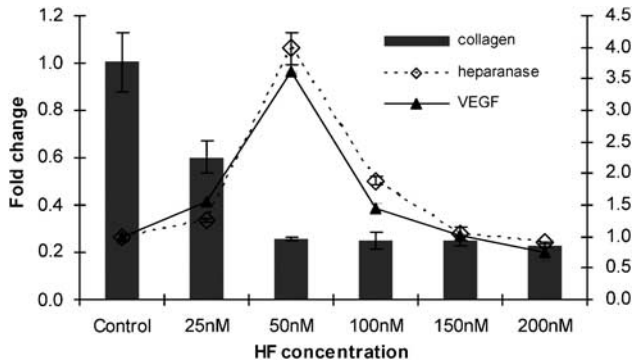 1.2
1.0
0.8
0.6
0.4
0.2
0.0
Fold change
4.5
4.0
3.5
3.0
2.5
2.0
1.5
1.0
0.5
0.0
collagen
heparanase
VEGF
Control 25nM 50nM 100nM 150nM 200nM
HF concentration